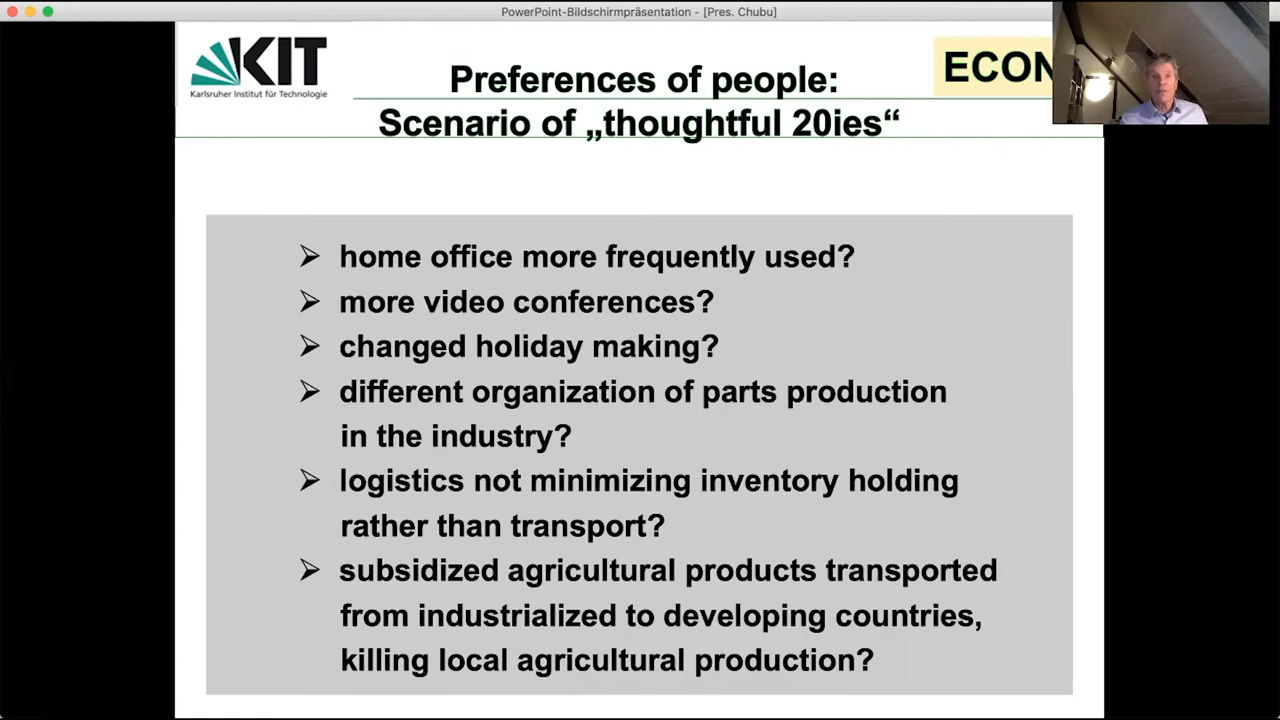 PowerPoint-Bildschirmpräsentation - [Pres. Chubu]
KIT
Karlsruher Institut für Technologie
Preferences of people:
Scenario of „thoughtful 20ies“
ECON
➢ home office more frequently used?
➢ more video conferences?
➢ changed holiday making?
➢ different organization of parts production
in the industry?
➢ logistics not minimizing inventory holding
rather than transport?
➢ subsidized agricultural products transported
from industrialized to developing countries,
killing local agricultural production?